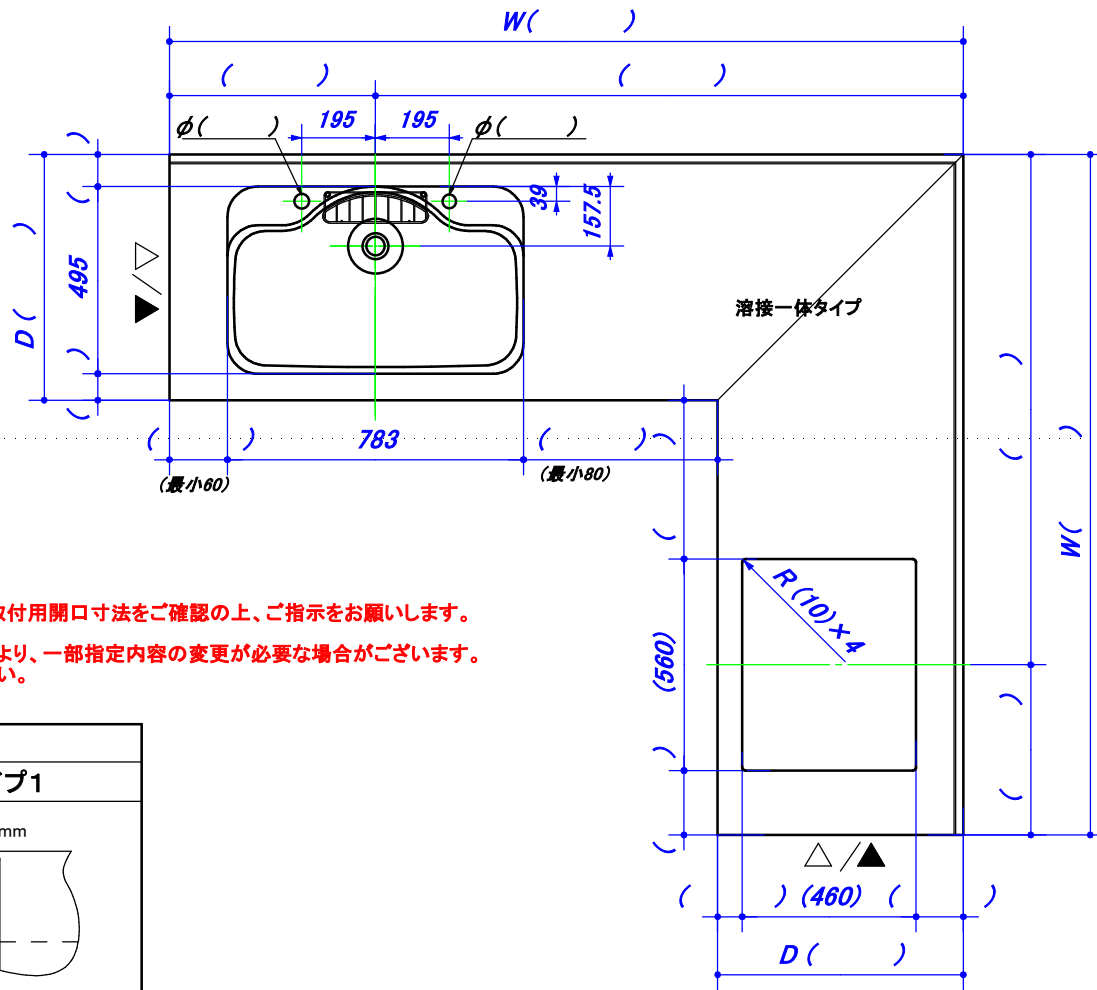 W(　　　)
(　　　) (　　　)
φ(　　　) 195 195 φ(　　　)
39
157.5
D(　　　)
(　　　)
495
(　　　)
溶接一体タイプ
(　　　) 783 (　　　)
(最小60) (最小80)
(　　　)
(　　　)
W(　　　)
R(10)×4
(560)
(　　　)
(　　　)
取付用開口寸法をご確認の上、ご指示をお願いします。
より、一部指定内容の変更が必要な場合がございます。
い。
プ1
mm
(　　　) (460) (　　　)
D(　　　)